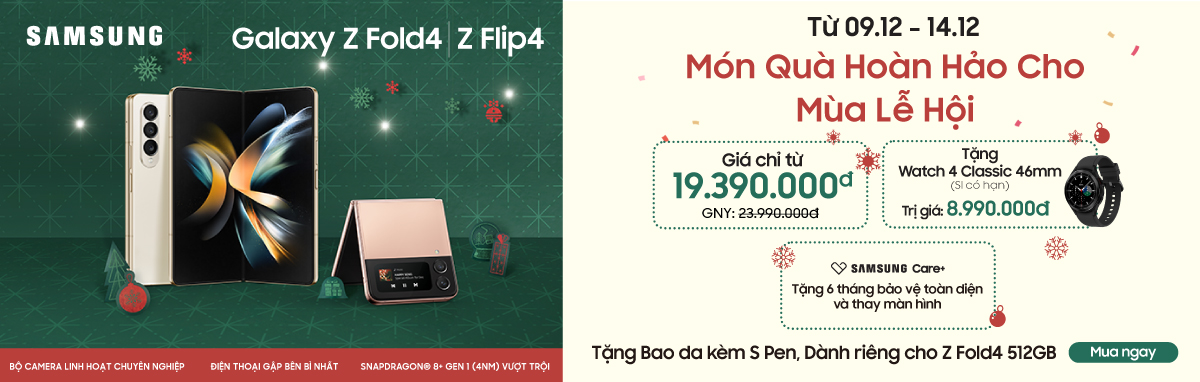 SAMSUNG
Galaxy Z Fold4 | Z Flip4
BỘ CAMERA LINH HOẠT CHUYÊN NGHIỆP
ĐIỆN THOẠI GẬP BỀN BỈ NHẤT
SNAPDRAGON® 8+ GEN 1 (4NM) VƯỢT TRỘI
Từ 09.12 - 14.12
Món Quà Hoàn Hảo Cho
Mùa Lễ Hội
Giá chỉ từ
19.390.000đ
GNY: 23.990.000đ
Tặng
Watch 4 Classic 46mm
(Sl có hạn)
Trị giá: 8.990.000đ
SAMSUNG Care+
Tặng 6 tháng bảo vệ toàn diện
và thay màn hình
Tặng Bao da kèm S Pen, Dành riêng cho Z Fold4 512GB
Mua ngay